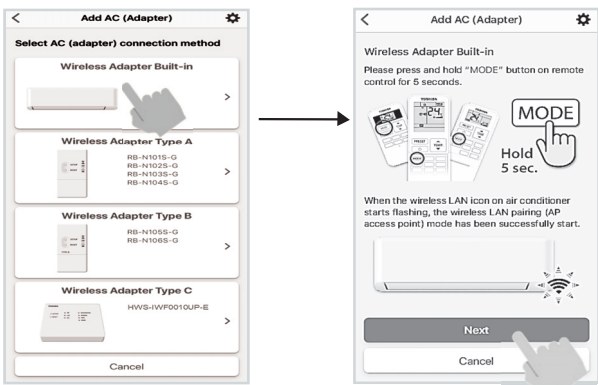 Add AC (Adapter)
Select AC (adapter) connection method
Wireless Adapter Built-in
Wireless Adapter Type A
RB-N101S-G
RB-N102S-G
RB-N103S-G
RB-N104S-G
Wireless Adapter Type B
RB-N105S-G
RB-N106S-G
Wireless Adapter Type C
HWS-IWF0010UP-E
Cancel
Add AC (Adapter)
Wireless Adapter Built-in
Please press and hold "MODE" button on remote
control for 5 seconds.
MODE
Hold
5 sec.
When the wireless LAN icon on air conditioner
starts flashing, the wireless LAN pairing (AP
access point) mode has been successfully start.
Next
Cancel